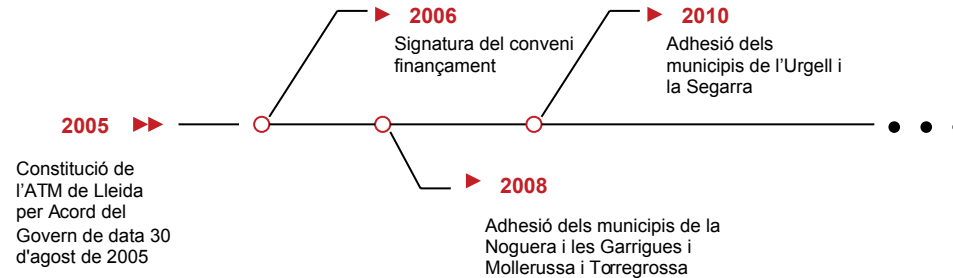 2005
Constitució de
l'ATM de Lleida
per Acord del
Govern de data 30
d'agost de 2005
2006
Signatura del conveni
finançament
2008
Adhesió dels municipis de la
Noguera i les Garrigues i
Mollerussa i Torregrossa
2010
Adhesió dels
municipis de l'Urgell i
la Segarra